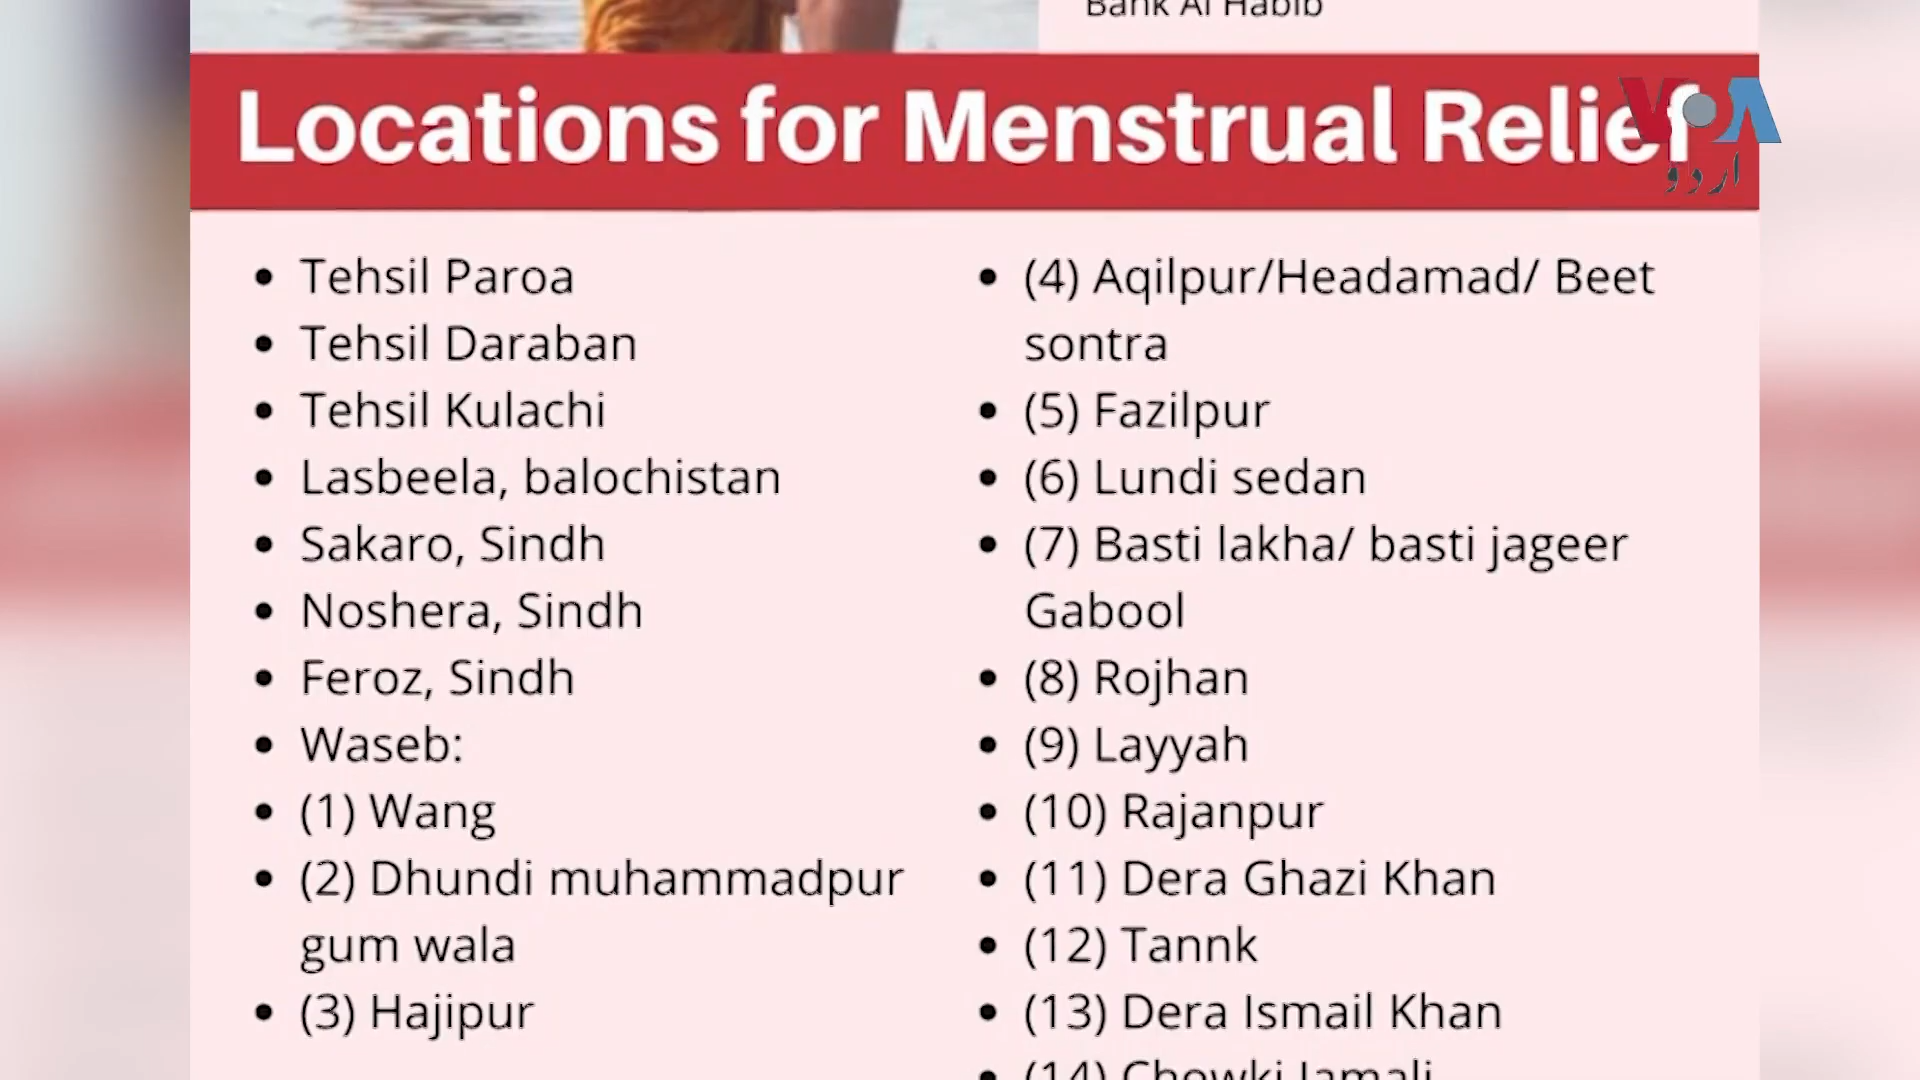 Bank Al Habib
Locations for Menstrual Relief
VOA
اردو
• Tehsil Paroa
• Tehsil Daraban
• Tehsil Kulachi
• Lasbeela, balochistan
• Sakaro, Sindh
• Noshera, Sindh
• Feroz, Sindh
• Waseb:
• (1) Wang
• (2) Dhundi muhammadpur
gum wala
• (3) Hajipur
• (4) Aqilpur/Headamad/ Beet
sontra
• (5) Fazilpur
• (6) Lundi sedan
• (7) Basti lakha/ basti jageer
Gabool
• (8) Rojhan
• (9) Layyah
• (10) Rajanpur
• (11) Dera Ghazi Khan
• (12) Tannk
• (13) Dera Ismail Khan
• (14) Chowki Jamali